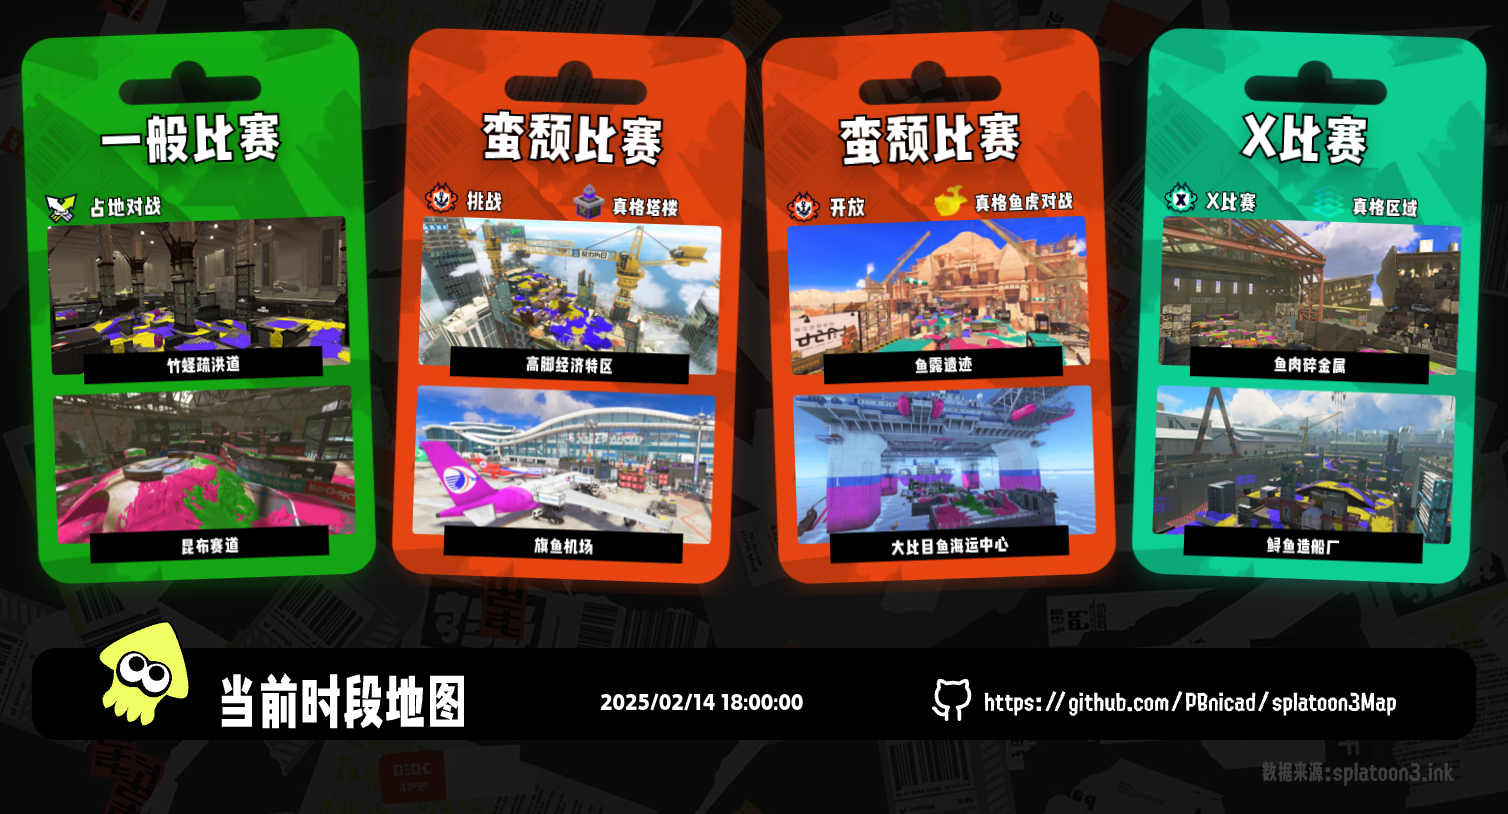 一般比赛
占地对战
竹蛏疏洪道
昆布赛道
蛮颓比赛
挑战
真格塔楼
高脚经济特区
旗鱼机场
蛮颓比赛
开放
真格鱼虎对战
鱼露遗迹
大比目鱼海运中心
X比赛
X比赛
真格区域
鱼肉碎金属
鲟鱼造船厂
当前时段地图
2025/02/14 18:00:00
https://github.com/PBnicad/splatoon3Map
数据来源:splatoon3.ink